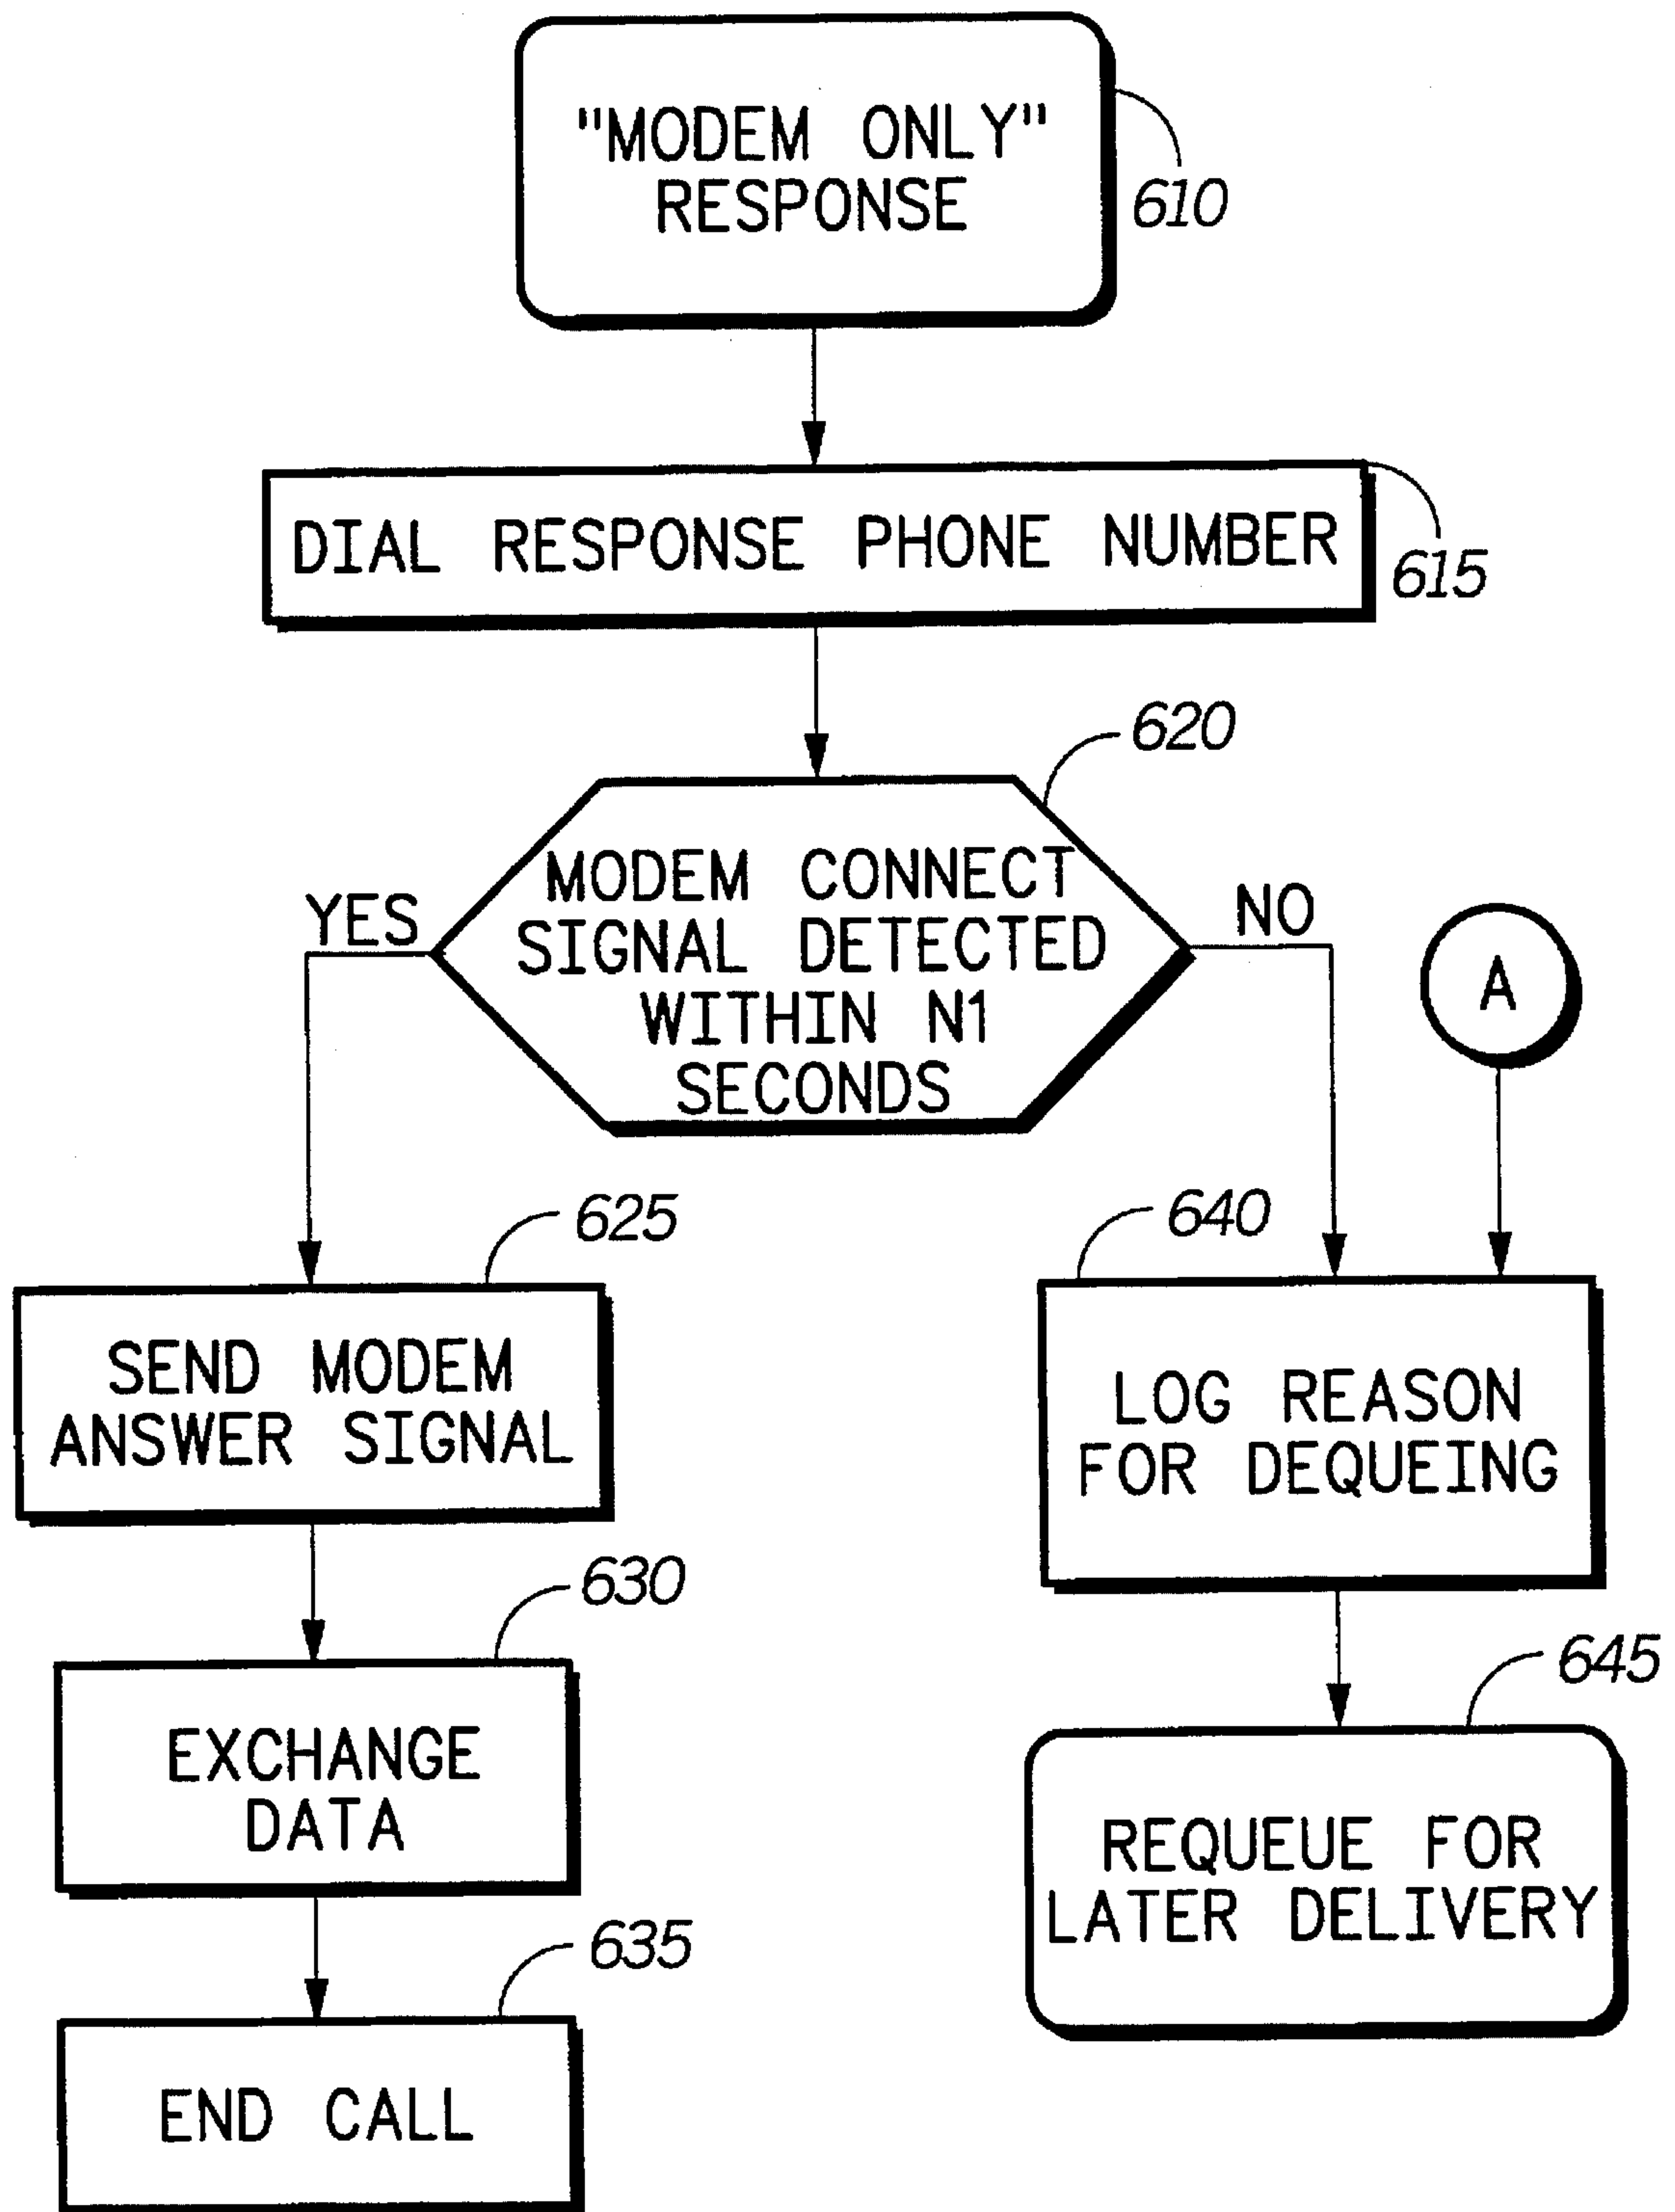 "MODEM ONLY"
RESPONSE
610
DIAL RESPONSE PHONE NUMBER
615
620
MODEM CONNECT
SIGNAL DETECTED
WITHIN N1
SECONDS
YES
NO
A
625
SEND MODEM
ANSWER SIGNAL
640
LOG REASON
FOR DEQUEING
630
EXCHANGE
DATA
645
REQUEUE FOR
LATER DELIVERY
635
END CALL